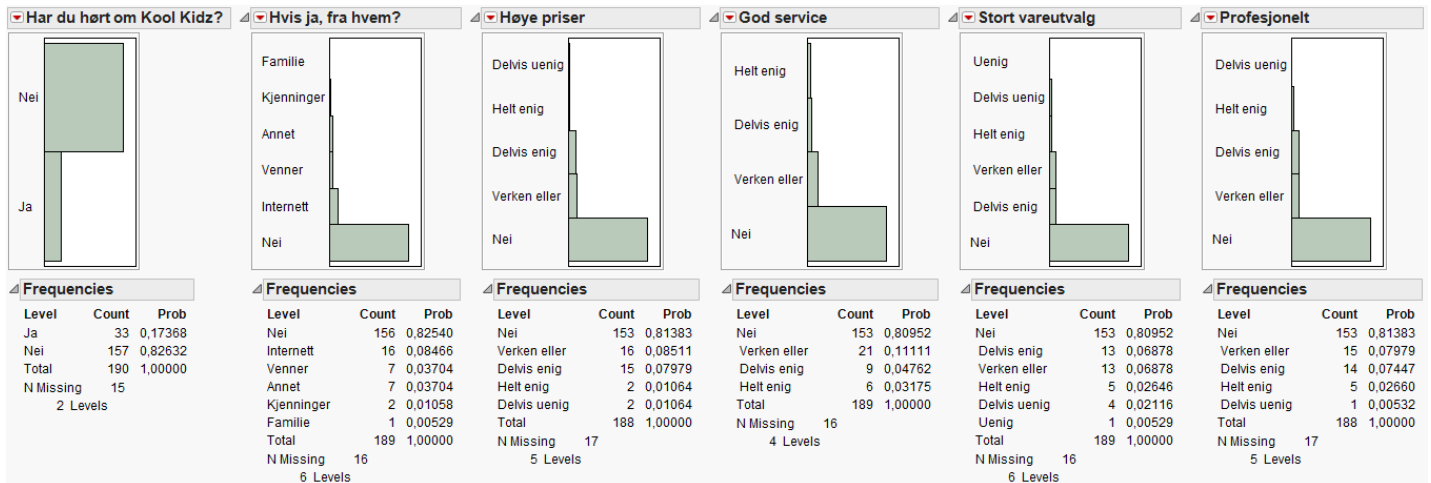 Har du hørt om Kool Kidz?
Nei
Ja
Frequencies
Level Count Prob
Ja 33 0,17368
Nei 157 0,82632
Total 190 1,00000
N Missing 15
2 Levels
Hvis ja, fra hvem?
Familie
Kjenninger
Annet
Venner
Internett
Nei
Frequencies
Level Count Prob
Nei 156 0,82540
Internett 16 0,08466
Venner 7 0,03704
Annet 7 0,03704
Kjenninger 2 0,01058
Familie 1 0,00529
Total 189 1,00000
N Missing 16
6 Levels
Høye priser
Delvis uenig
Helt enig
Delvis enig
Verken eller
Nei
Frequencies
Level Count Prob
Nei 153 0,81383
Verken eller 16 0,08511
Delvis enig 15 0,07979
Helt enig 2 0,01064
Delvis uenig 2 0,01064
Total 188 1,00000
N Missing 17
5 Levels
God service
Helt enig
Delvis enig
Verken eller
Nei
Frequencies
Level Count Prob
Nei 153 0,80952
Verken eller 21 0,11111
Delvis enig 9 0,04762
Helt enig 6 0,03175
Total 189 1,00000
N Missing 16
4 Levels
Stort vareutvalg
Uenig
Delvis uenig
Helt enig
Verken eller
Delvis enig
Nei
Frequencies
Level Count Prob
Nei 153 0,80952
Delvis enig 13 0,06878
Verken eller 13 0,06878
Helt enig 5 0,02646
Delvis uenig 4 0,02116
Uenig 1 0,00529
Total 189 1,00000
N Missing 16
6 Levels
Profesjonelt
Delvis uenig
Helt enig
Delvis enig
Verken eller
Nei
Frequencies
Level Count Prob
Nei 153 0,81383
Verken eller 15 0,07979
Delvis enig 14 0,07447
Helt enig 5 0,02660
Delvis uenig 1 0,00532
Total 188 1,00000
N Missing 17
5 Levels